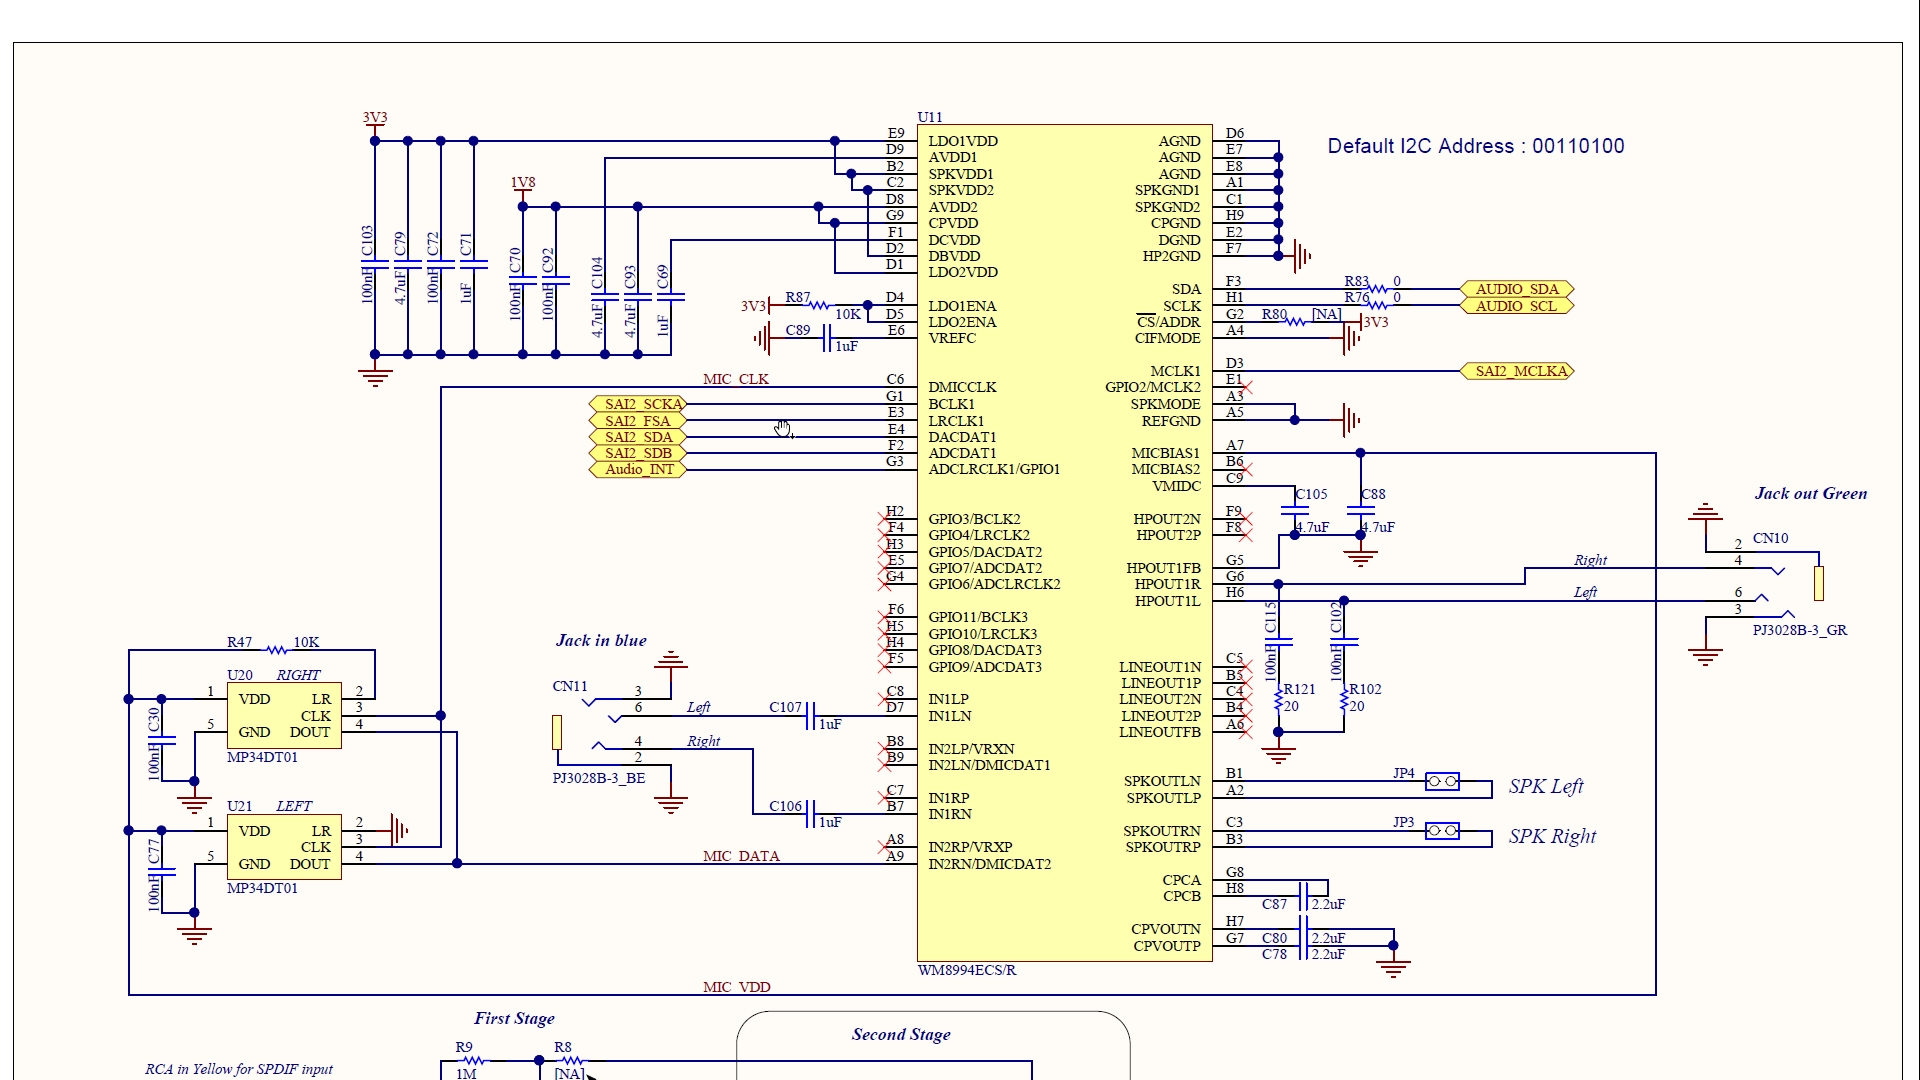 3V3
1V8
C103
100nF
C79
4.7uF
C72
100nF
C71
1uF
C70
100nF
C92
100nF
C104
4.7uF
C93
4.7uF
C69
1uF
3V3
R87
10K
C89
1uF
MIC_CLK
SAI2_SCKA
SAI2_FSA
SAI2_SDA
SAI2_SDB
Audio_INT
U11
E9 LDO1VDD
D9 AVDD1
B2 SPKVDD1
C2 SPKVDD2
D8 AVDD2
G9 CPVDD
F1 DCVDD
D2 DBVDD
D1 LDO2VDD
D4 LDO1ENA
D5 LDO2ENA
E6 VREFC
C6 DMICCLK
G1 BCLK1
E3 LRCLK1
E4 DACDAT1
F2 ADCDAT1
G3 ADCLRCLK1/GPIO1
H2 GPIO3/BCLK2
F4 GPIO4/LRCLK2
H3 GPIO5/DACDAT2
E5 GPIO7/ADCDAT2
G4 GPIO6/ADCLRCLK2
F6 GPIO11/BCLK3
H5 GPIO10/LRCLK3
H4 GPIO8/DACDAT3
F5 GPIO9/ADCDAT3
C8 IN1LP
D7 IN1LN
B8 IN2LP/VRXN
B9 IN2LN/DMICDAT1
C7 IN1RP
B7 IN1RN
A8 IN2RP/VRXP
A9 IN2RN/DMICDAT2
AGND D6
AGND E7
AGND E8
SPKGND1 A1
SPKGND2 C1
CPGND H9
DGND E2
HP2GND F7
SDA F3
SCLK H1
CS/ADDR G2
CIFMODE A4
MCLK1 D3
GPIO2/MCLK2 E1
SPKMODE A3
REFGND A5
MICBIAS1 A7
MICBIAS2 B6
VMIDC C9
HPOUT2N F9
HPOUT2P F8
HPOUT1FB G5
HPOUT1R G6
HPOUT1L H6
LINEOUT1N C5
LINEOUT1P B5
LINEOUT2N C4
LINEOUT2P B4
LINEOUTFB A6
SPKOUTLN B1
SPKOUTLP A2
SPKOUTRN C3
SPKOUTRP B3
CPCA G8
CPCB H8
CPVOUTN H7
CPVOUTP G7
WM8994ECS/R
Default I2C Address : 00110100
R83 0
AUDIO_SDA
R76 0
AUDIO_SCL
R80 [NA]
3V3
SAI2_MCLKA
C105
4.7uF
C88
4.7uF
Jack out Green
CN10
2
4
6
3
PJ3028B-3_GR
Right
Left
C115
100nF
C102
100nF
R121
20
R102
20
JP4
SPK Left
JP3
SPK Right
C87 2.2uF
C80 2.2uF
C78 2.2uF
R47 10K
U20 RIGHT
1 VDD LR 2
CLK 3
5 GND DOUT 4
MP34DT01
C30
100nF
U21 LEFT
1 VDD LR 2
CLK 3
5 GND DOUT 4
MP34DT01
C77
100nF
Jack in blue
CN11
3
6
4
2
PJ3028B-3_BE
Left
Right
C107
1uF
C106
1uF
MIC_DATA
MIC_VDD
First Stage
Second Stage
R9
1M
R8
[NA]
RCA in Yellow for SPDIF input